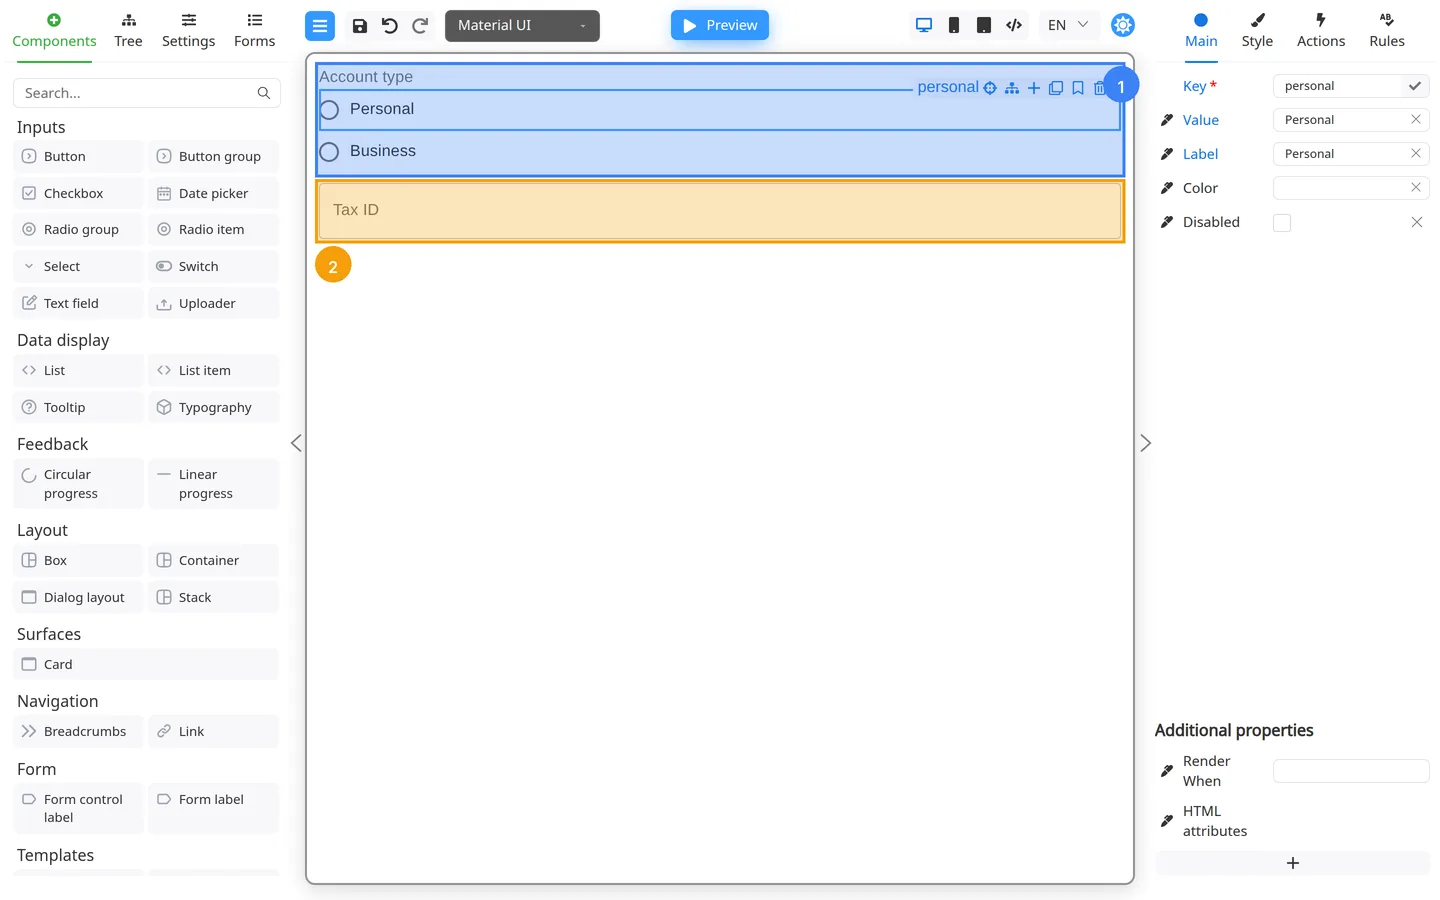 Components
Tree
Settings
Forms
Material UI
Preview
EN
Main
Style
Actions
Rules
Search...
Inputs
Button
Button group
Checkbox
Date picker
Radio group
Radio item
Select
Switch
Text field
Uploader
Data display
List
List item
Tooltip
Typography
Feedback
Circular
progress
Linear
progress
Layout
Box
Container
Dialog layout
Stack
Surfaces
Card
Navigation
Breadcrumbs
Link
Form
Form control
label
Form label
Templates
Account type
personal
1
Personal
Business
Tax ID
2
Key *
personal
Value
Personal
Label
Personal
Color
Disabled
Additional properties
Render
When
HTML
attributes